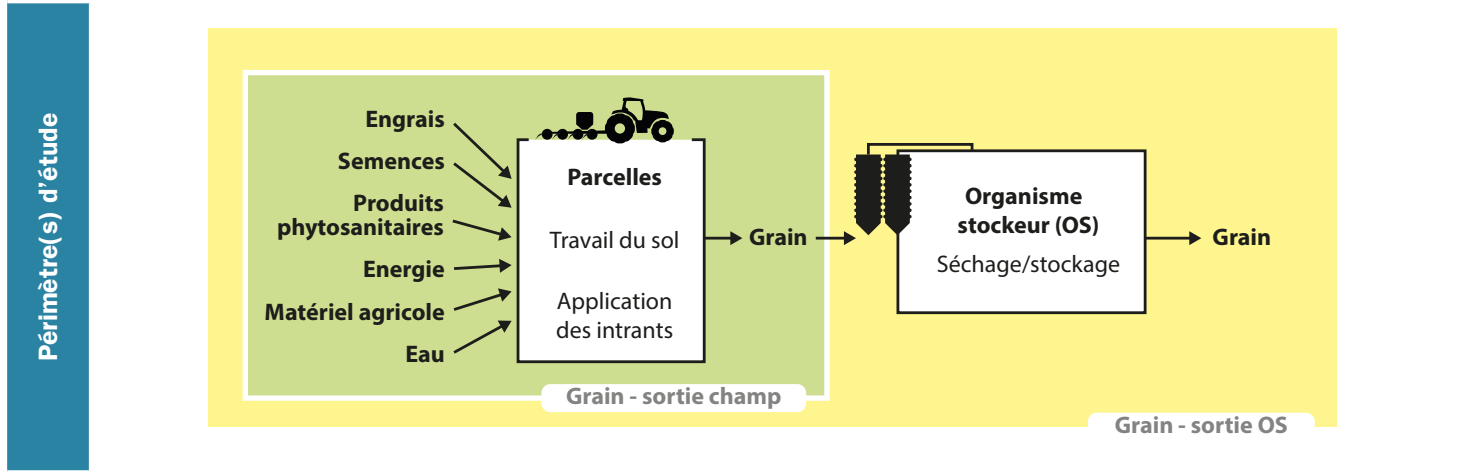 Périmètre(s) d'étude
Engrais
Semences
Produits
phytosanitaires
Energie
Matériel agricole
Eau
Parcelles
Travail du sol
Application
des intrants
Grain
Organisme
stockeur (OS)
Séchage/stockage
Grain
Grain - sortie champ
Grain - sortie OS